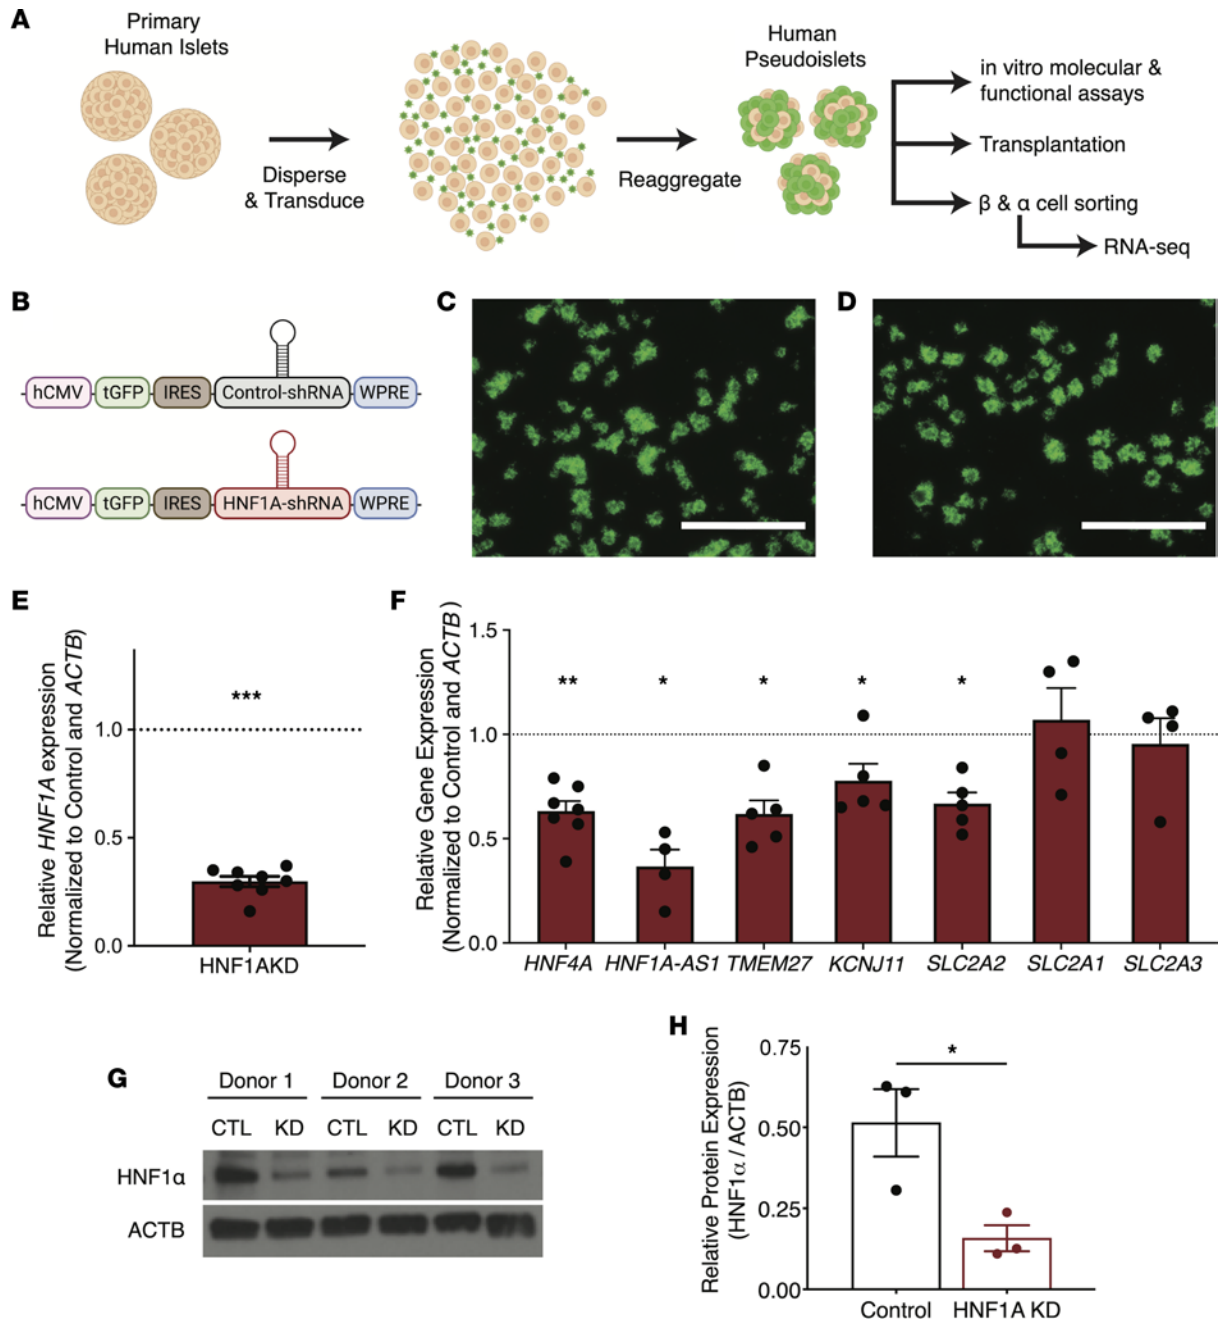 A
Primary
Human Islets
Disperse
& Transduce
Reaggregate
Human
Pseudoislets
in vitro molecular &
functional assays
Transplantation
β & α cell sorting
RNA-seq
B
hCMV tGFP IRES Control-shRNA WPRE
hCMV tGFP IRES HNF1A-shRNA WPRE
C
D
E
Relative HNF1A expression
(Normalized to Control and ACTB)
***
1.0
0.5
0.0
HNF1AKD
F
Relative Gene Expression
(Normalized to Control and ACTB )
1.5
** * * * *
1.0
0.5
0.0
HNF4A HNF1A-AS1 TMEM27 KCNJ11 SLC2A2 SLC2A1 SLC2A3
G
Donor 1 Donor 2 Donor 3
CTL KD CTL KD CTL KD
HNF1α
ACTB
H
Relative Protein Expression
(HNF1α / ACTB)
0.75
*
0.50
0.25
0.00
Control HNF1A KD